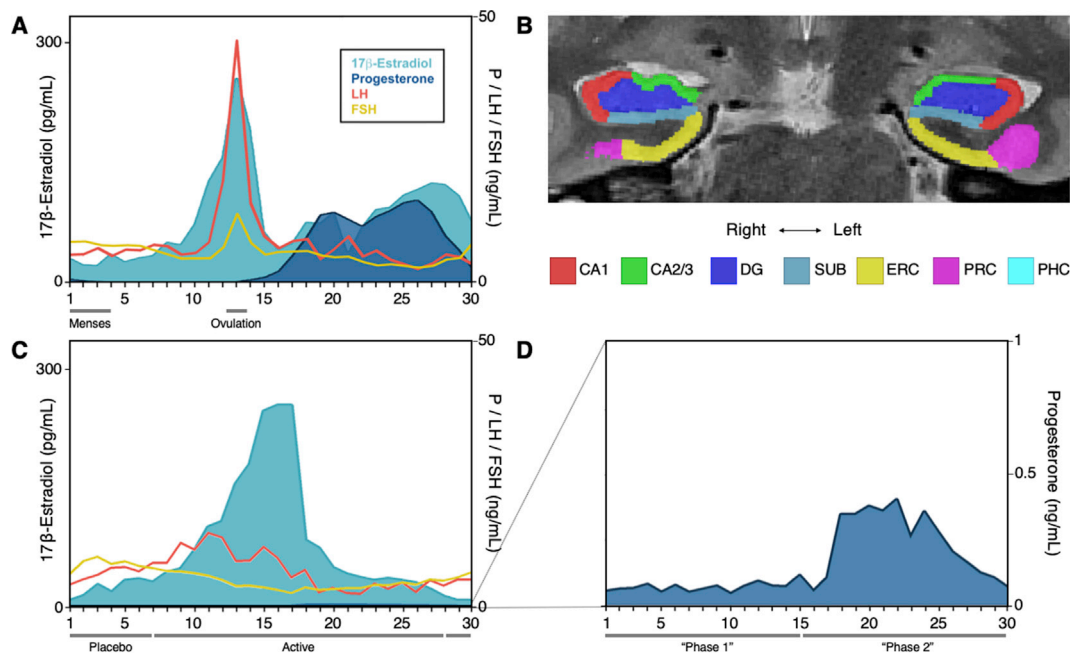 A
300
0
17β-Estradiol (pg/mL)
17β-Estradiol
Progesterone
LH
FSH
50
0
P / LH / FSH (ng/mL)
1 5 10 15 20 25 30
Menses Ovulation
B
Right Left
CA1 CA2/3 DG SUB ERC PRC PHC
C
300
0
17β-Estradiol (pg/mL)
50
0
P / LH / FSH (ng/mL)
1 5 10 15 20 25 30
Placebo Active
D
1
0.5
0
Progesterone (ng/mL)
1 5 10 15 20 25 30
"Phase 1" "Phase 2"